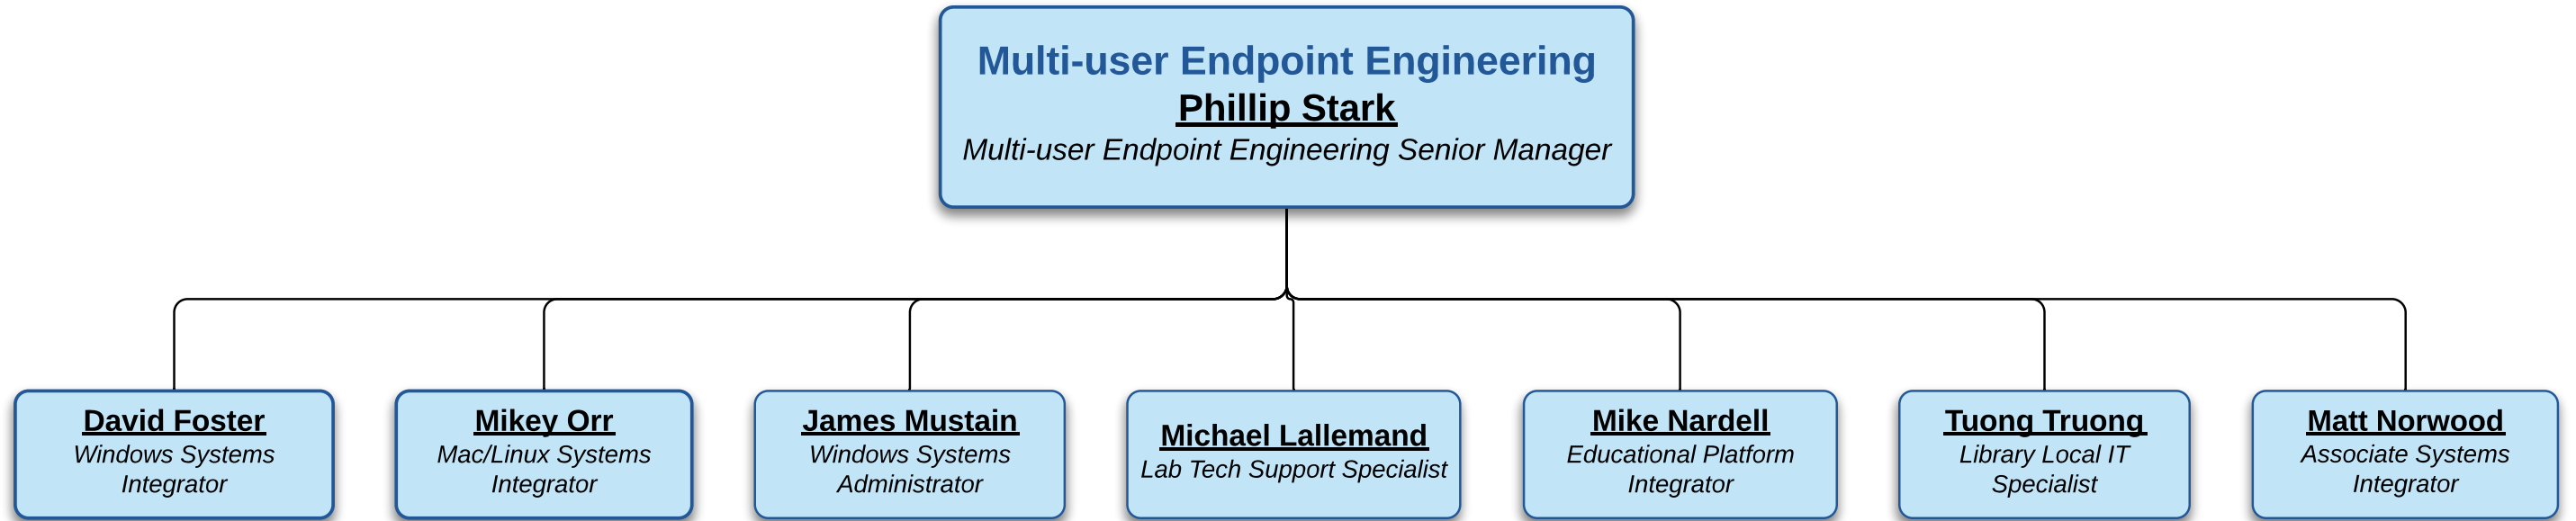 Multi-user Endpoint Engineering
Phillip Stark
Multi-user Endpoint Engineering Senior Manager
David Foster
Windows Systems
Integrator
Mikey Orr
Mac/Linux Systems
Integrator
James Mustain
Windows Systems
Administrator
Michael Lallemand
Lab Tech Support Specialist
Mike Nardell
Educational Platform
Integrator
Tuong Truong
Library Local IT
Specialist
Matt Norwood
Associate Systems
Integrator